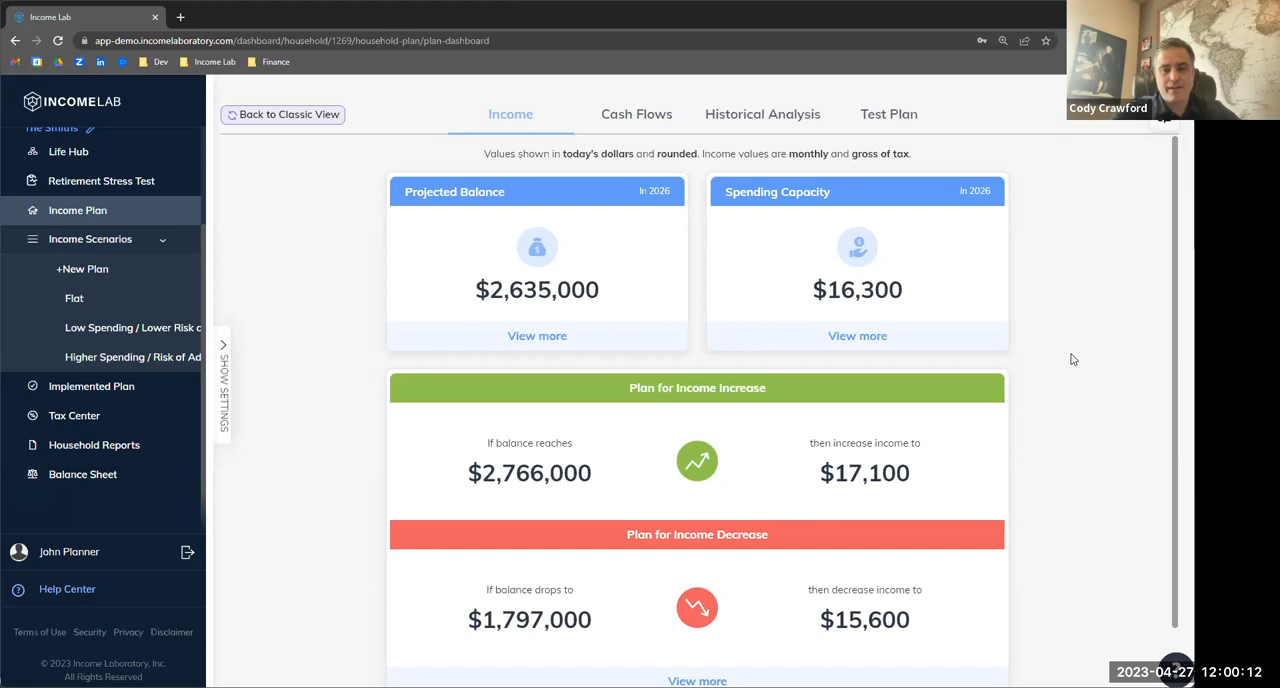 Income Lab
app-demo.incomelaboratory.com/dashboard/household/1269/household-plan/plan-dashboard
Dev
Income Lab
Finance
Cody Crawford
INCOMELAB
The Smiths
Life Hub
Retirement Stress Test
Income Plan
Income Scenarios
+New Plan
Flat
Low Spending / Lower Risk o
Higher Spending / Risk of Ad
Implemented Plan
Tax Center
Household Reports
Balance Sheet
John Planner
Help Center
Terms of Use Security Privacy Disclaimer
© 2023 Income Laboratory, Inc.
All Rights Reserved
SHOW SETTINGS
Back to Classic View
Income
Cash Flows
Historical Analysis
Test Plan
Values shown in today's dollars and rounded. Income values are monthly and gross of tax.
Projected Balance
In 2026
$2,635,000
View more
Spending Capacity
In 2026
$16,300
View more
Plan for Income Increase
If balance reaches
$2,766,000
then increase income to
$17,100
Plan for Income Decrease
If balance drops to
$1,797,000
then decrease income to
$15,600
View more
2023-04-27 12:00:12